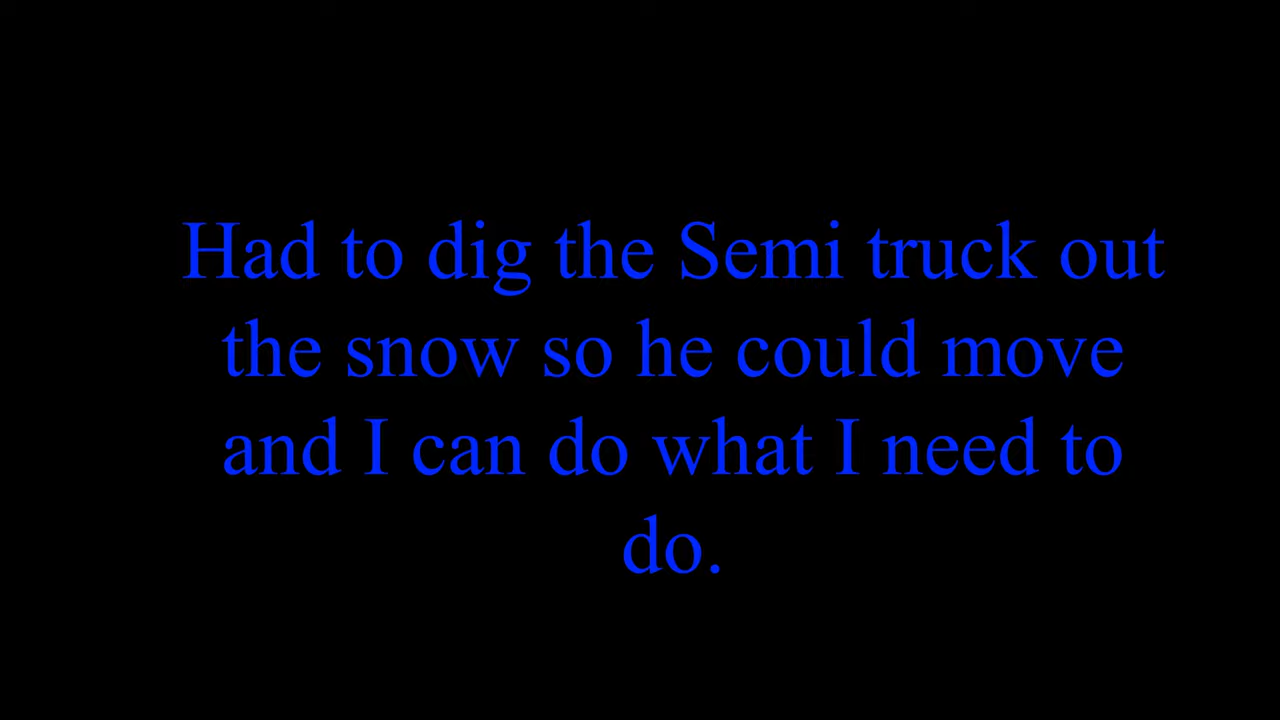 Had to dig the Semi truck out
the snow so he could move
and I can do what I need to
do.